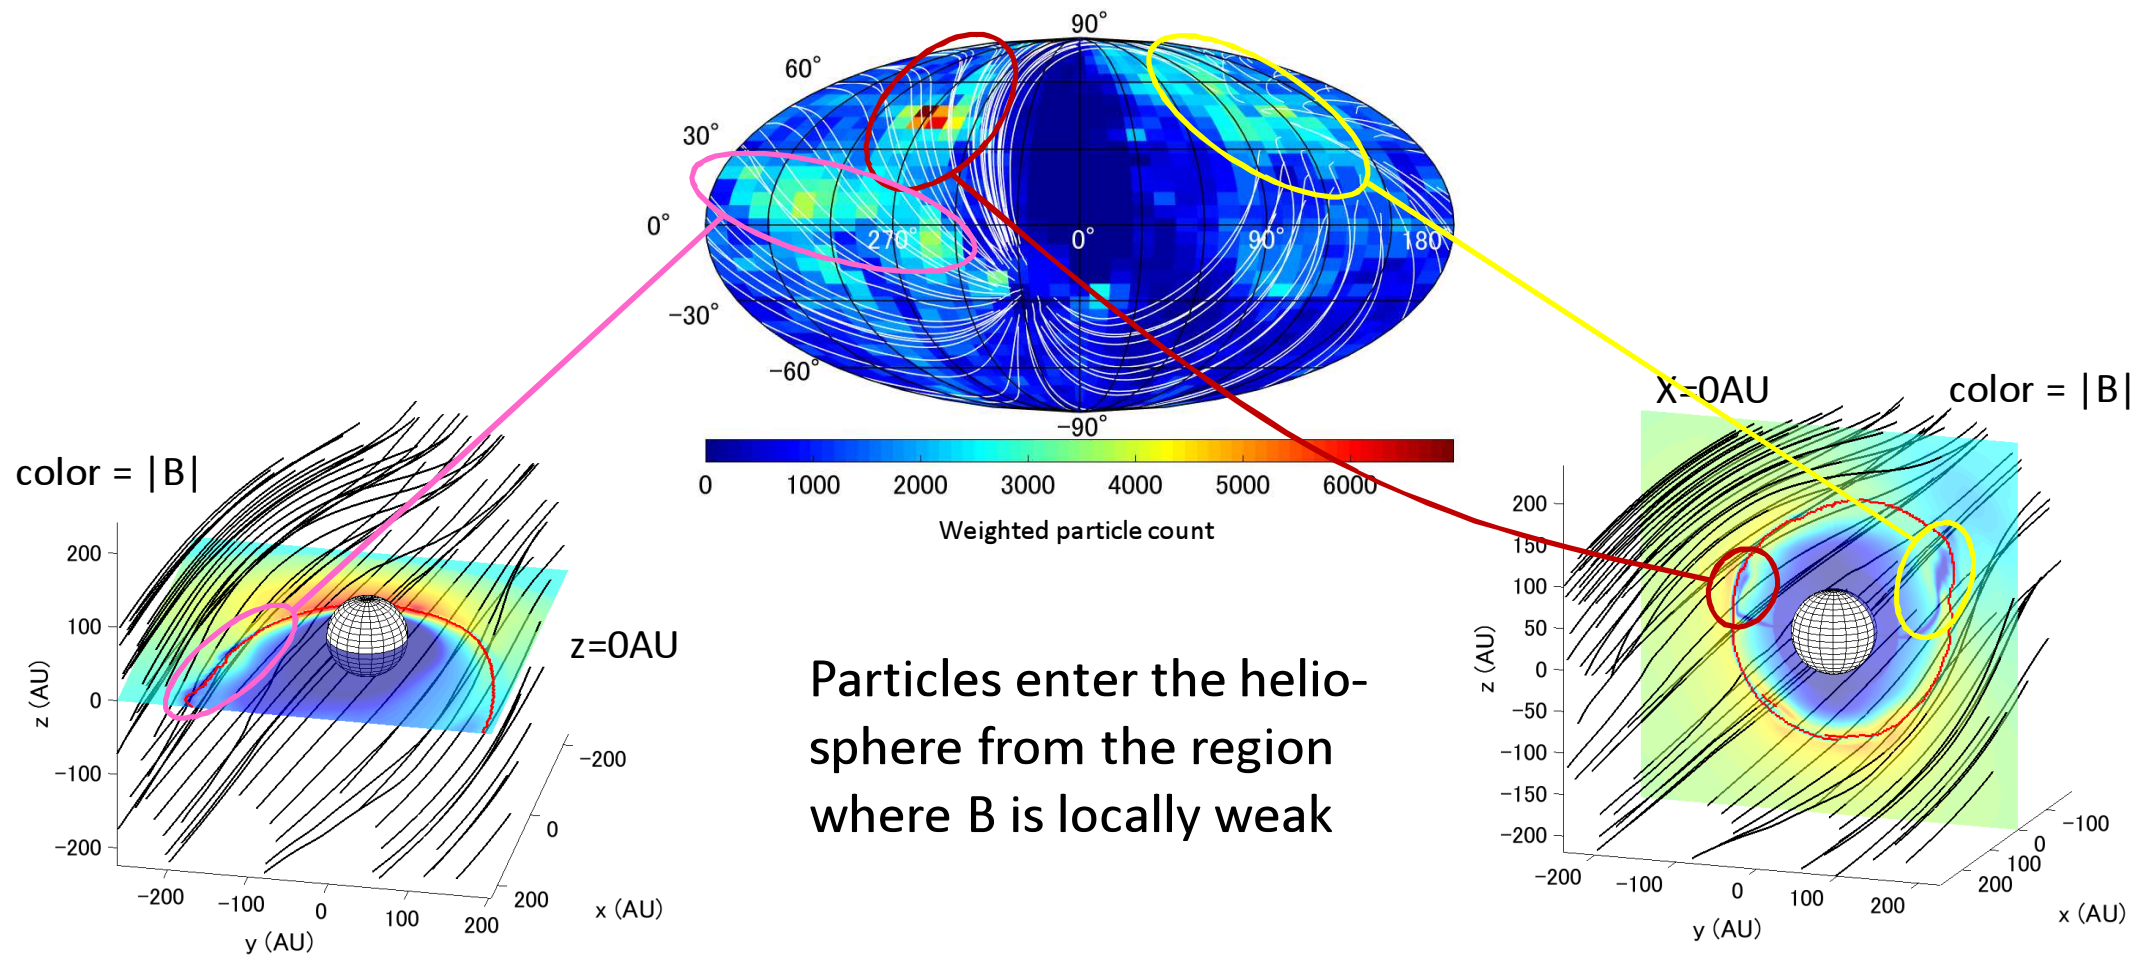 90°
60°
30°
0°
270°
0°
90°
180°
−30°
−60°
−90°
0 1000 2000 3000 4000 5000 6000
Weighted particle count
color = |B|
200
100
0
−100
−200
z (AU)
−200 −100 0 100 200
y (AU)
−200
0
200
x (AU)
z=0AU
Particles enter the helio-
sphere from the region
where B is locally weak
X=0AU
color = |B|
200
150
100
50
0
−50
−100
−150
−200
z (AU)
−200 −100 0 100 200
y (AU)
−100
0
100
200
x (AU)